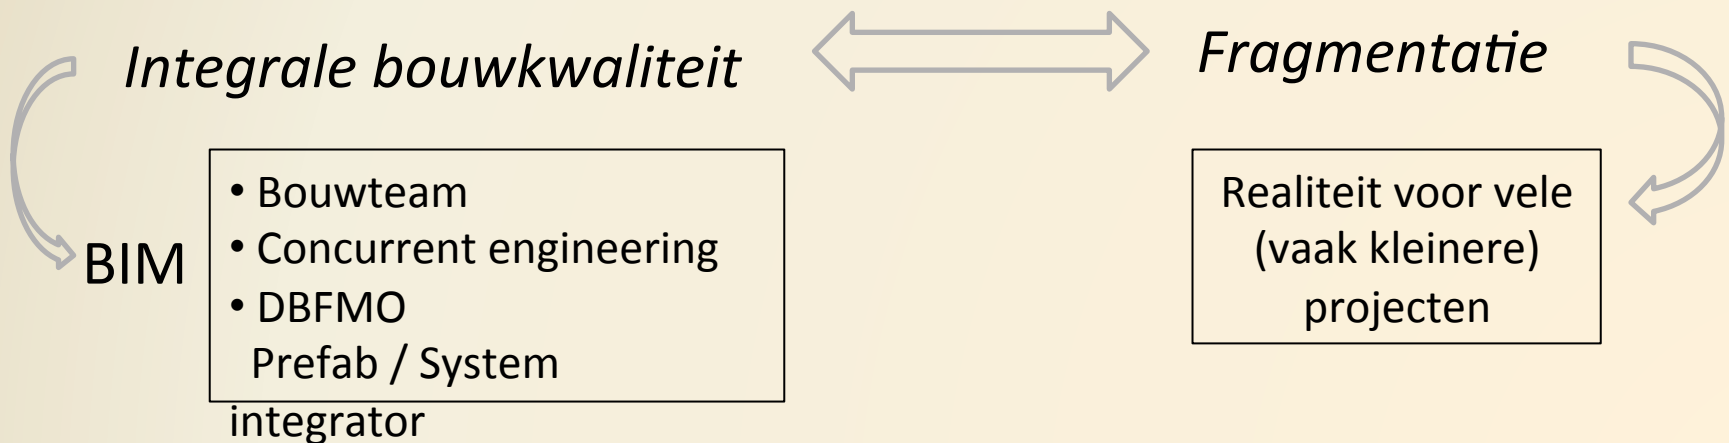 Integrale bouwkwaliteit
Fragmentatie
BIM
• Bouwteam
• Concurrent engineering
• DBFMO
Prefab / System
integrator
Realiteit voor vele
(vaak kleinere)
projecten